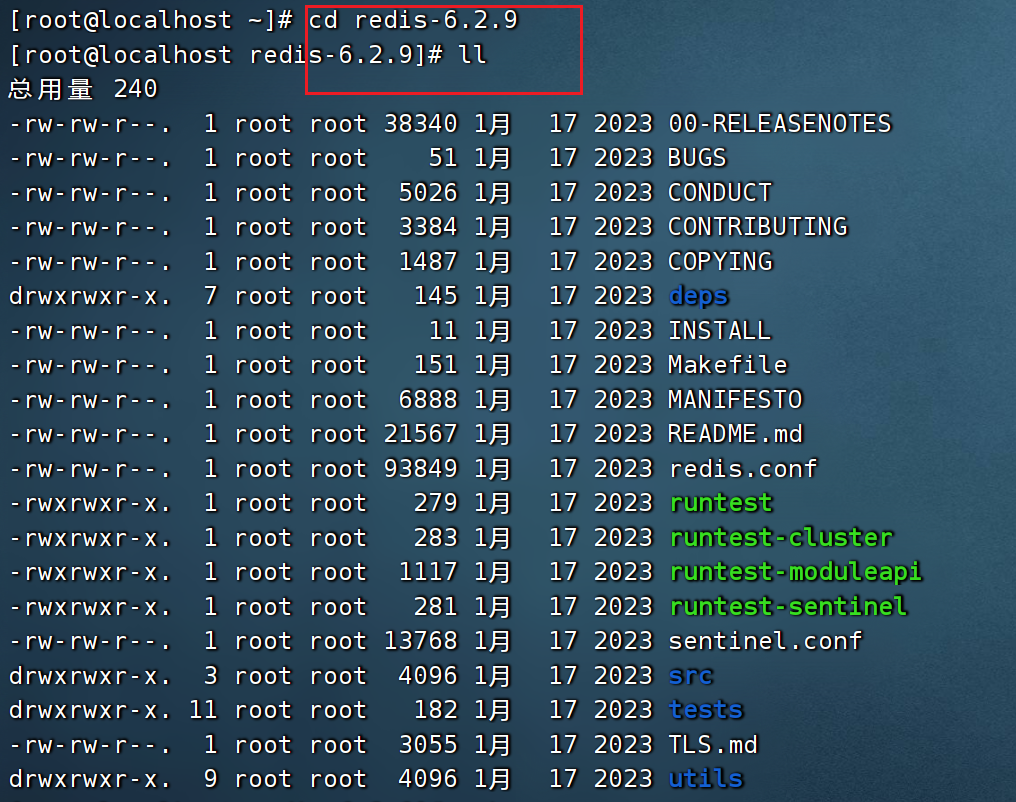 [root@localhost ~]# cd redis-6.2.9
[root@localhost redis-6.2.9]# ll
总用量 240
-rw-rw-r--.  1 root root 38340 1月  17 2023 00-RELEASENOTES
-rw-rw-r--.  1 root root    51 1月  17 2023 BUGS
-rw-rw-r--.  1 root root  5026 1月  17 2023 CONDUCT
-rw-rw-r--.  1 root root  3384 1月  17 2023 CONTRIBUTING
-rw-rw-r--.  1 root root  1487 1月  17 2023 COPYING
drwxrwxr-x.  7 root root   145 1月  17 2023 deps
-rw-rw-r--.  1 root root    11 1月  17 2023 INSTALL
-rw-rw-r--.  1 root root   151 1月  17 2023 Makefile
-rw-rw-r--.  1 root root  6888 1月  17 2023 MANIFESTO
-rw-rw-r--.  1 root root 21567 1月  17 2023 README.md
-rw-rw-r--.  1 root root 93849 1月  17 2023 redis.conf
-rwxrwxr-x.  1 root root   279 1月  17 2023 runtest
-rwxrwxr-x.  1 root root   283 1月  17 2023 runtest-cluster
-rwxrwxr-x.  1 root root  1117 1月  17 2023 runtest-moduleapi
-rwxrwxr-x.  1 root root   281 1月  17 2023 runtest-sentinel
-rw-rw-r--.  1 root root 13768 1月  17 2023 sentinel.conf
drwxrwxr-x.  3 root root  4096 1月  17 2023 src
drwxrwxr-x. 11 root root   182 1月  17 2023 tests
-rw-rw-r--.  1 root root  3055 1月  17 2023 TLS.md
drwxrwxr-x.  9 root root  4096 1月  17 2023 utils